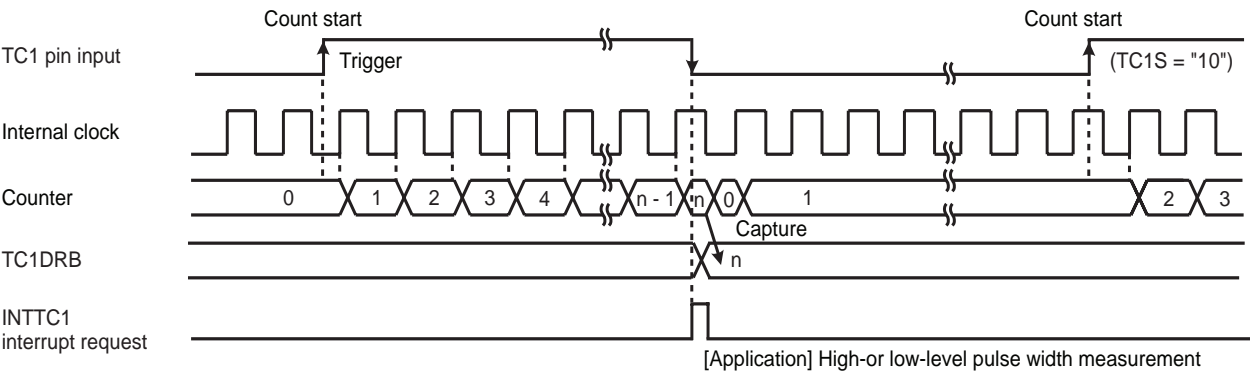 Count start
Count start
TC1 pin input
Trigger
(TC1S = "10")
Internal clock
Counter
0
1
2
3
4
n - 1
n
0
1
2
3
Capture
TC1DRB
n
INTTC1
interrupt request
[Application] High-or low-level pulse width measurement